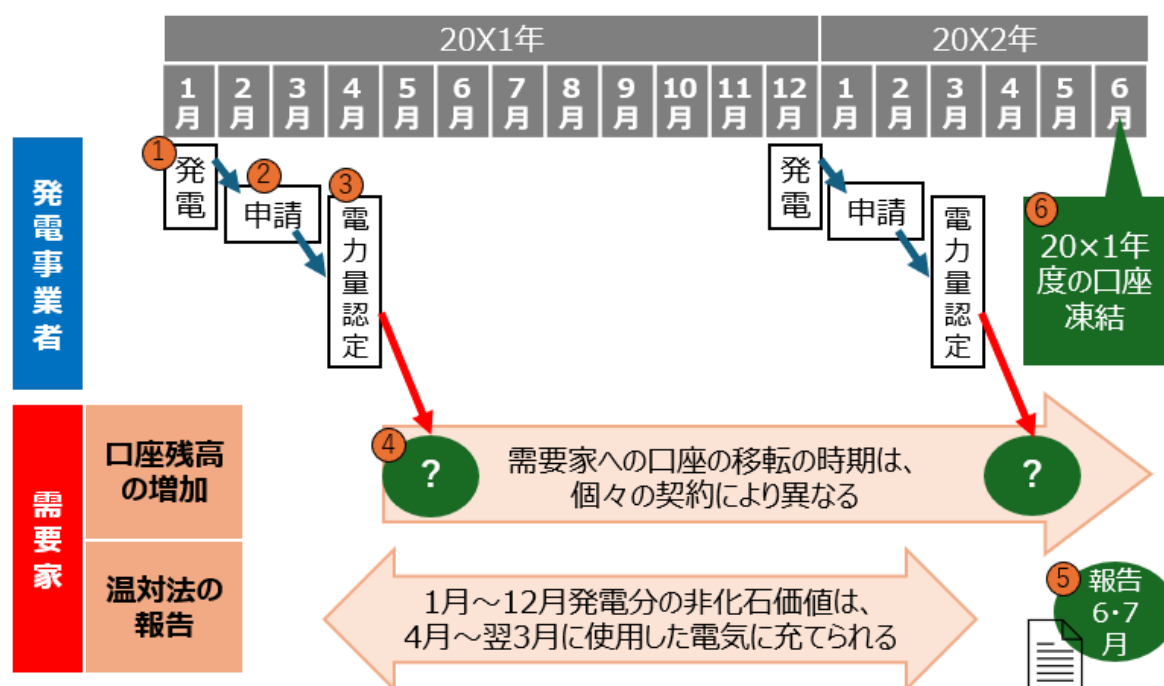 20X1年
20X2年
1月
2月
3月
4月
5月
6月
7月
8月
9月
10月
11月
12月
1月
2月
3月
4月
5月
6月
発電事業者
①
発電
②
申請
③
電力量認定
発電
申請
電力量認定
⑥
20×1年
度の口座
凍結
需要家
口座残高
の増加
④
?
需要家への口座の移転の時期は、
個々の契約により異なる
?
温対法の
報告
1月～12月発電分の非化石価値は、
4月～翌3月に使用した電気に充てられる
⑤
報告
6・7
月